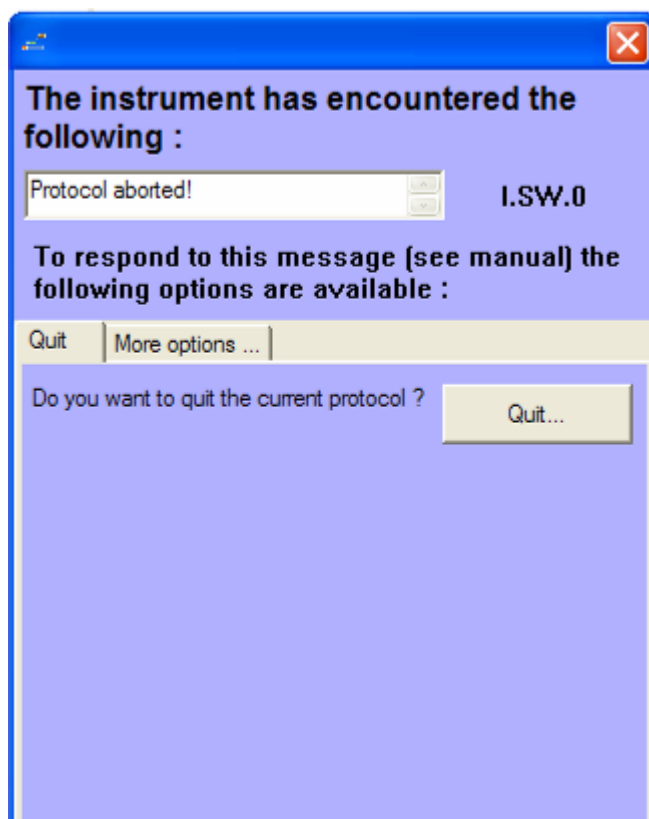 The instrument has encountered the
following :
Protocol aborted!
I.SW.0
To respond to this message (see manual) the
following options are available :
Quit
More options ...
Do you want to quit the current protocol ?
Quit...